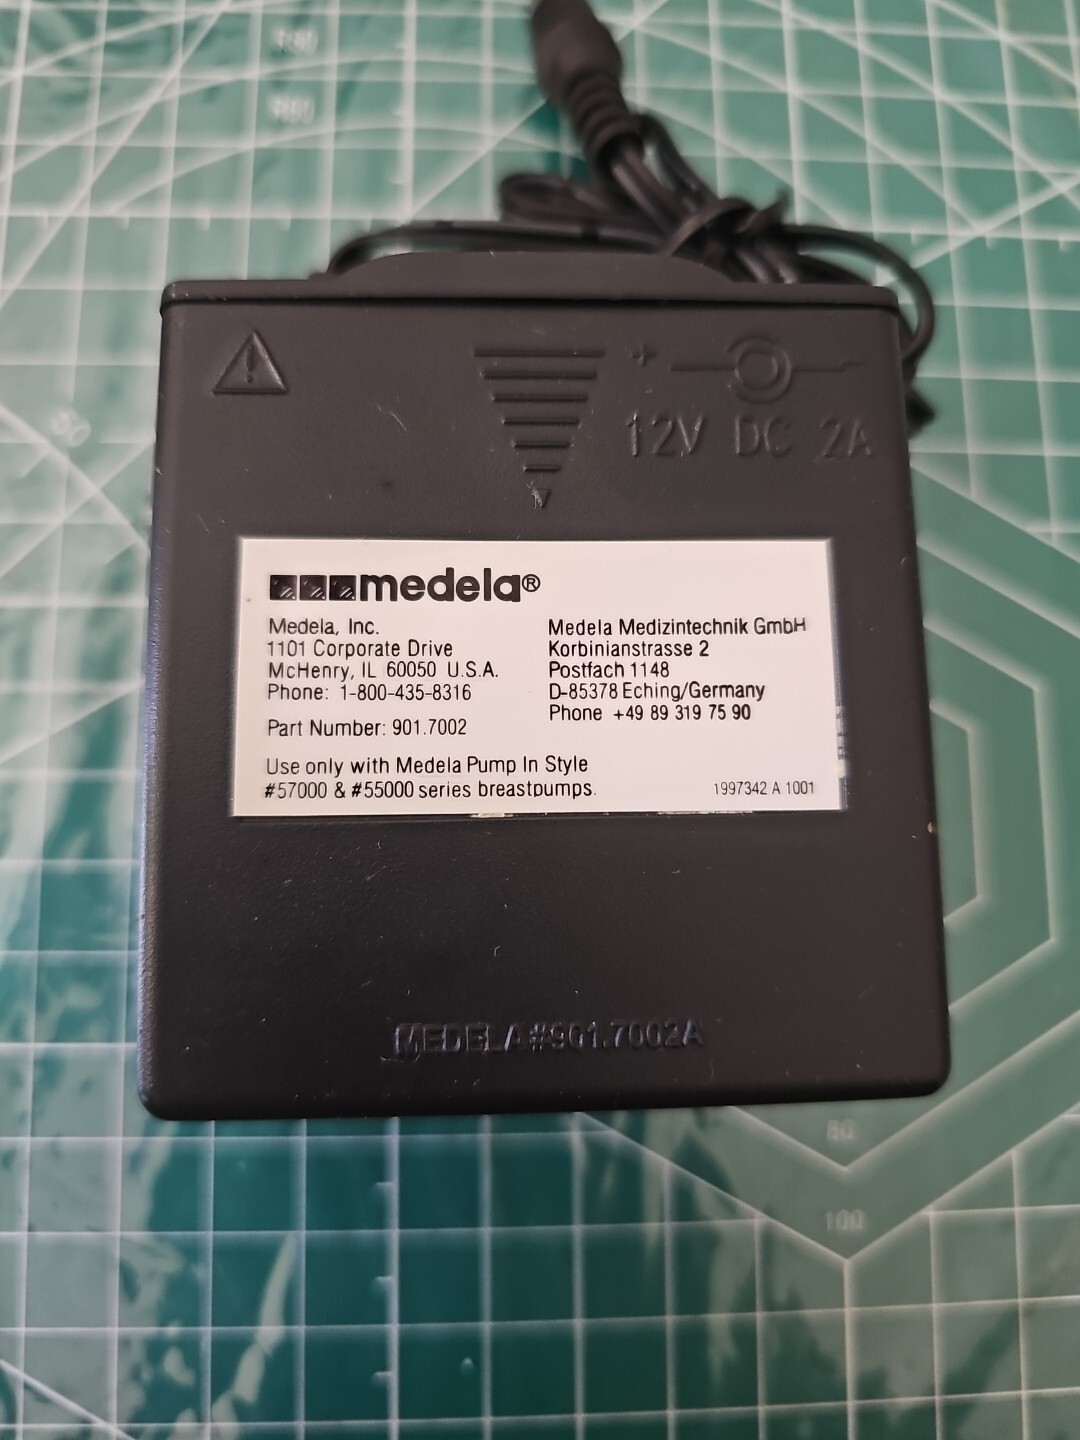 12V DC 2A
medela®
Medela, Inc.
1101 Corporate Drive
McHenry, IL 60050 U.S.A.
Phone: 1-800-435-8316
Part Number: 901.7002
Medela Medizintechnik GmbH
Korbinianstrasse 2
Postfach 1148
D-85378 Eching/Germany
Phone +49 89 319 75 90
Use only with Medela Pump In Style
#57000 & #55000 series breastpumps.
1997342 A 1001
MEDELA#901.7002A
80
100